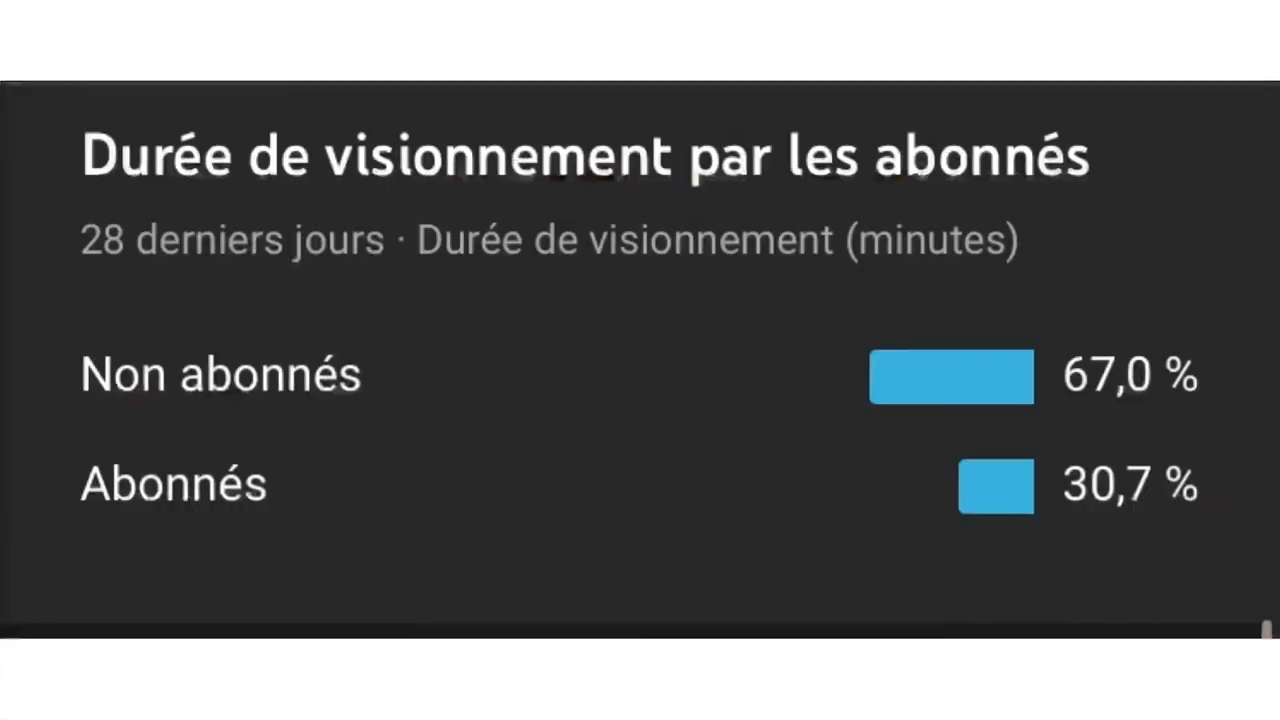 Durée de visionnement par les abonnés
28 derniers jours · Durée de visionnement (minutes)
Non abonnés 67,0 %
Abonnés 30,7 %